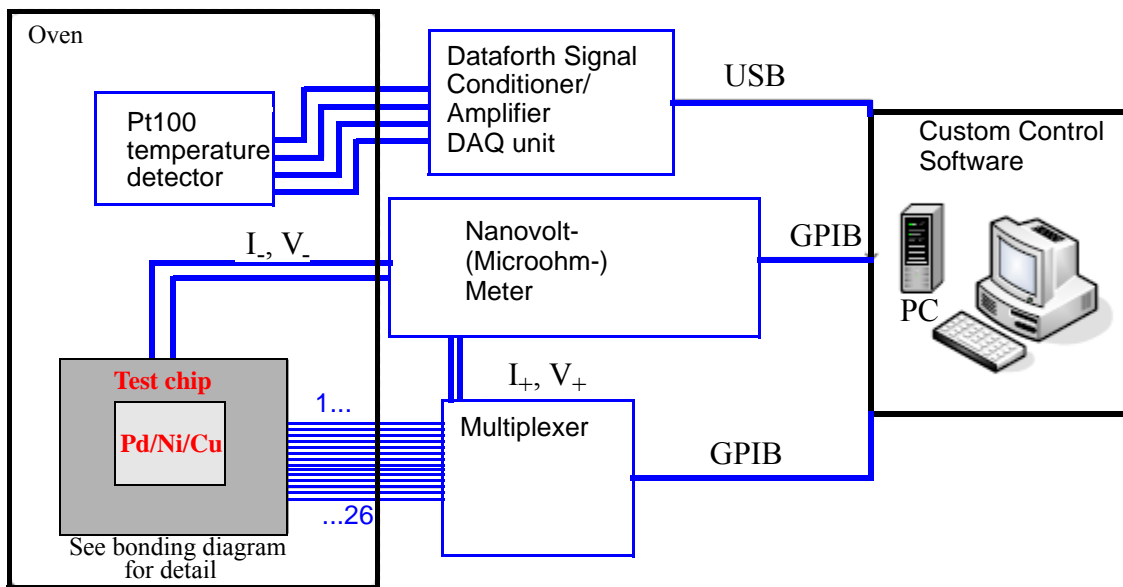 Oven
Pt100
temperature
detector
Dataforth Signal
Conditioner/
Amplifier
DAQ unit
USB
Custom Control
Software
PC
I-, V-
Nanovolt-
(Microohm-)
Meter
GPIB
I+, V+
Test chip
Pd/Ni/Cu
1...
...26
Multiplexer
GPIB
See bonding diagram
for detail